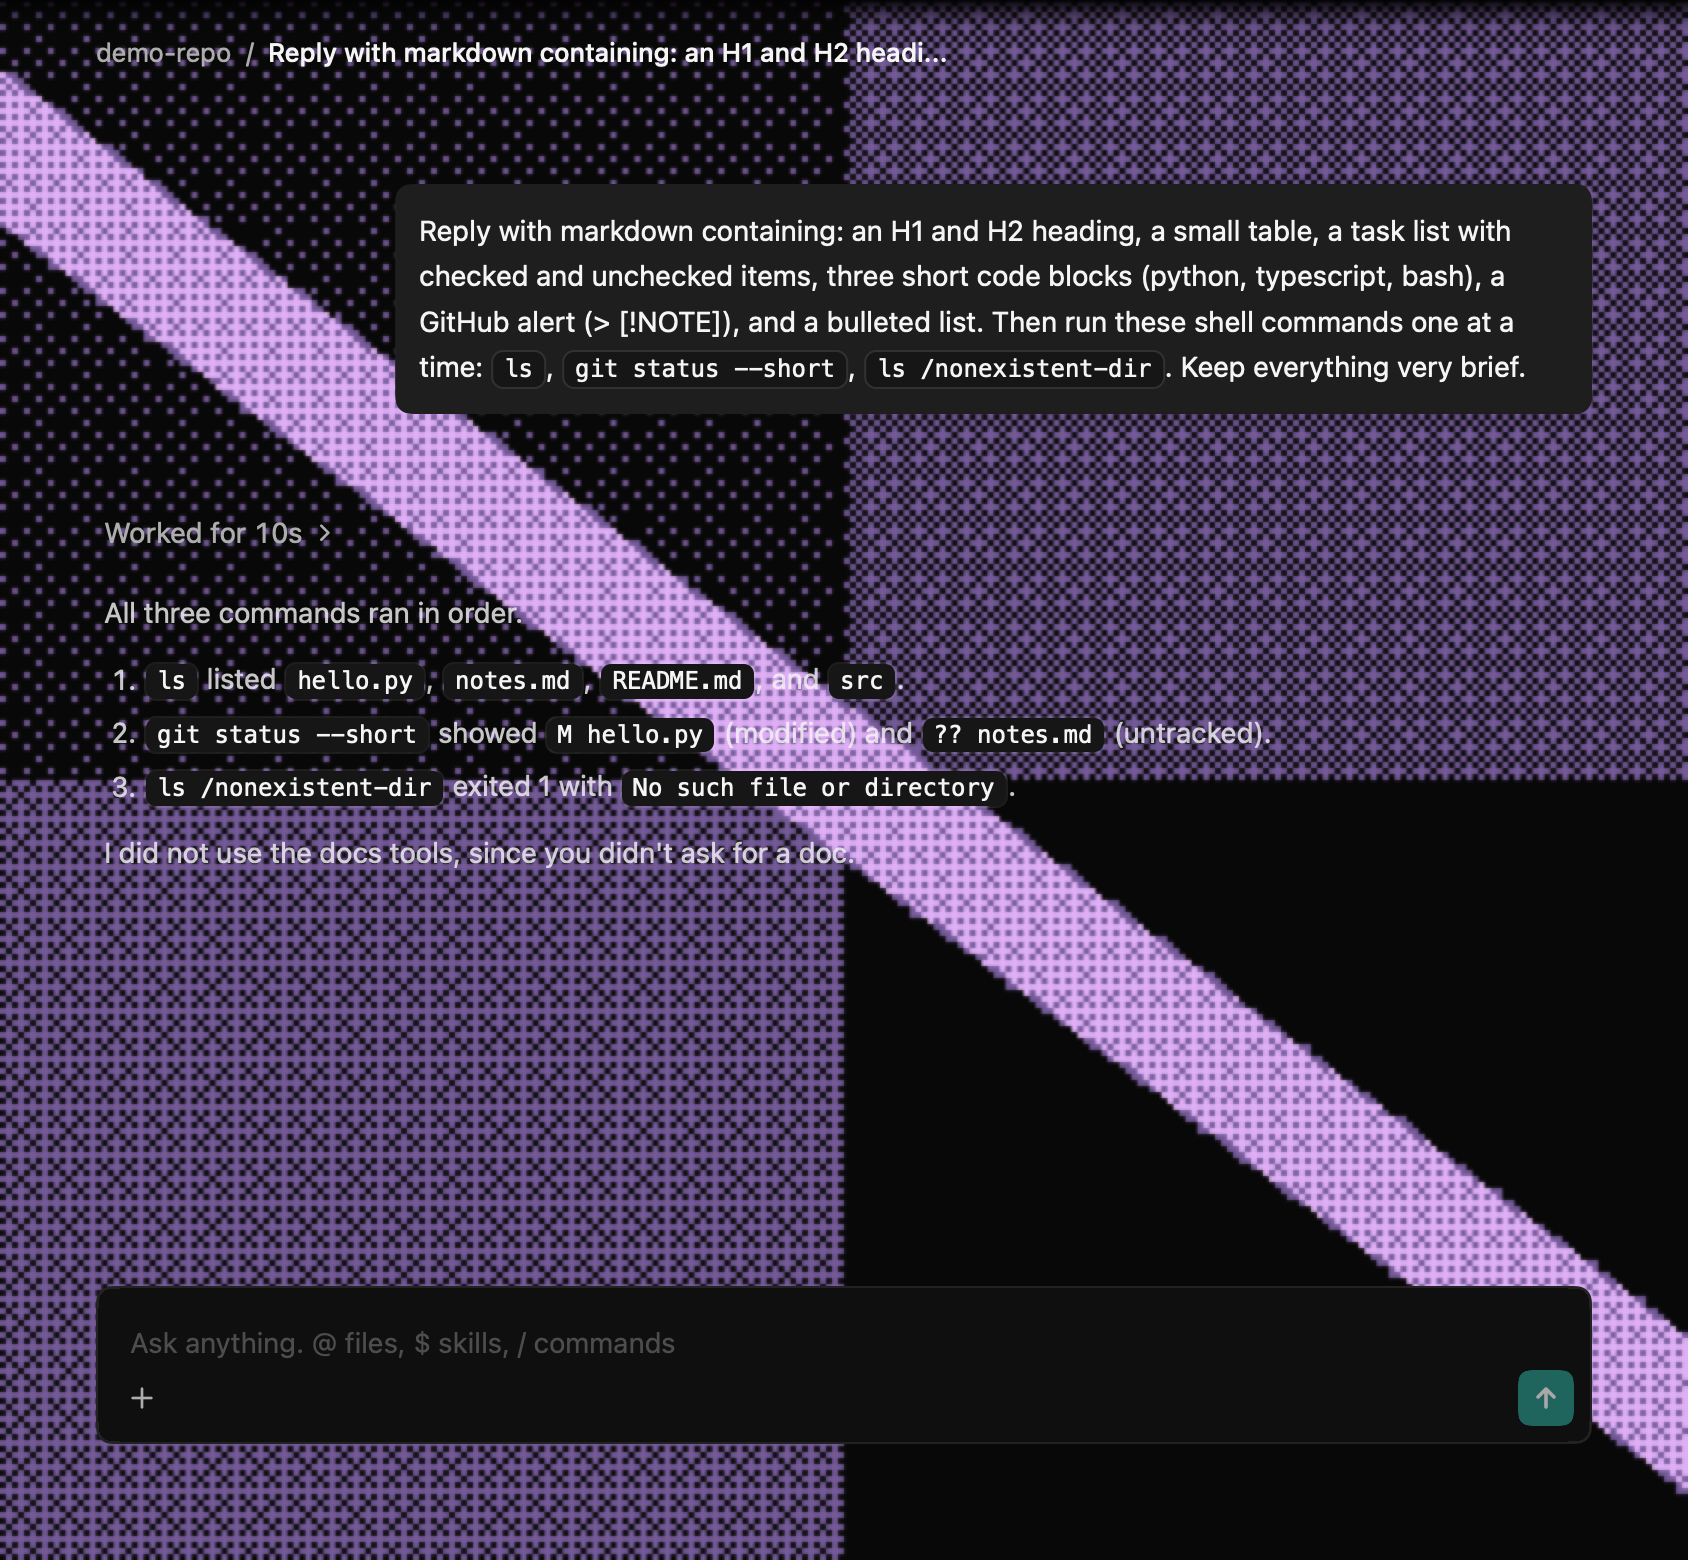 demo-repo / Reply with markdown containing: an H1 and H2 headi...
Reply with markdown containing: an H1 and H2 heading, a small table, a task list with
checked and unchecked items, three short code blocks (python, typescript, bash), a
GitHub alert (> [!NOTE]), and a bulleted list. Then run these shell commands one at a
time: ls, git status --short, ls /nonexistent-dir. Keep everything very brief.
Worked for 10s >
All three commands ran in order.
1. ls listed hello.py, notes.md, README.md, and src.
2. git status --short showed M hello.py (modified) and ?? notes.md (untracked).
3. ls /nonexistent-dir exited 1 with No such file or directory.
I did not use the docs tools, since you didn't ask for a doc.
Ask anything. @ files, $ skills, / commands